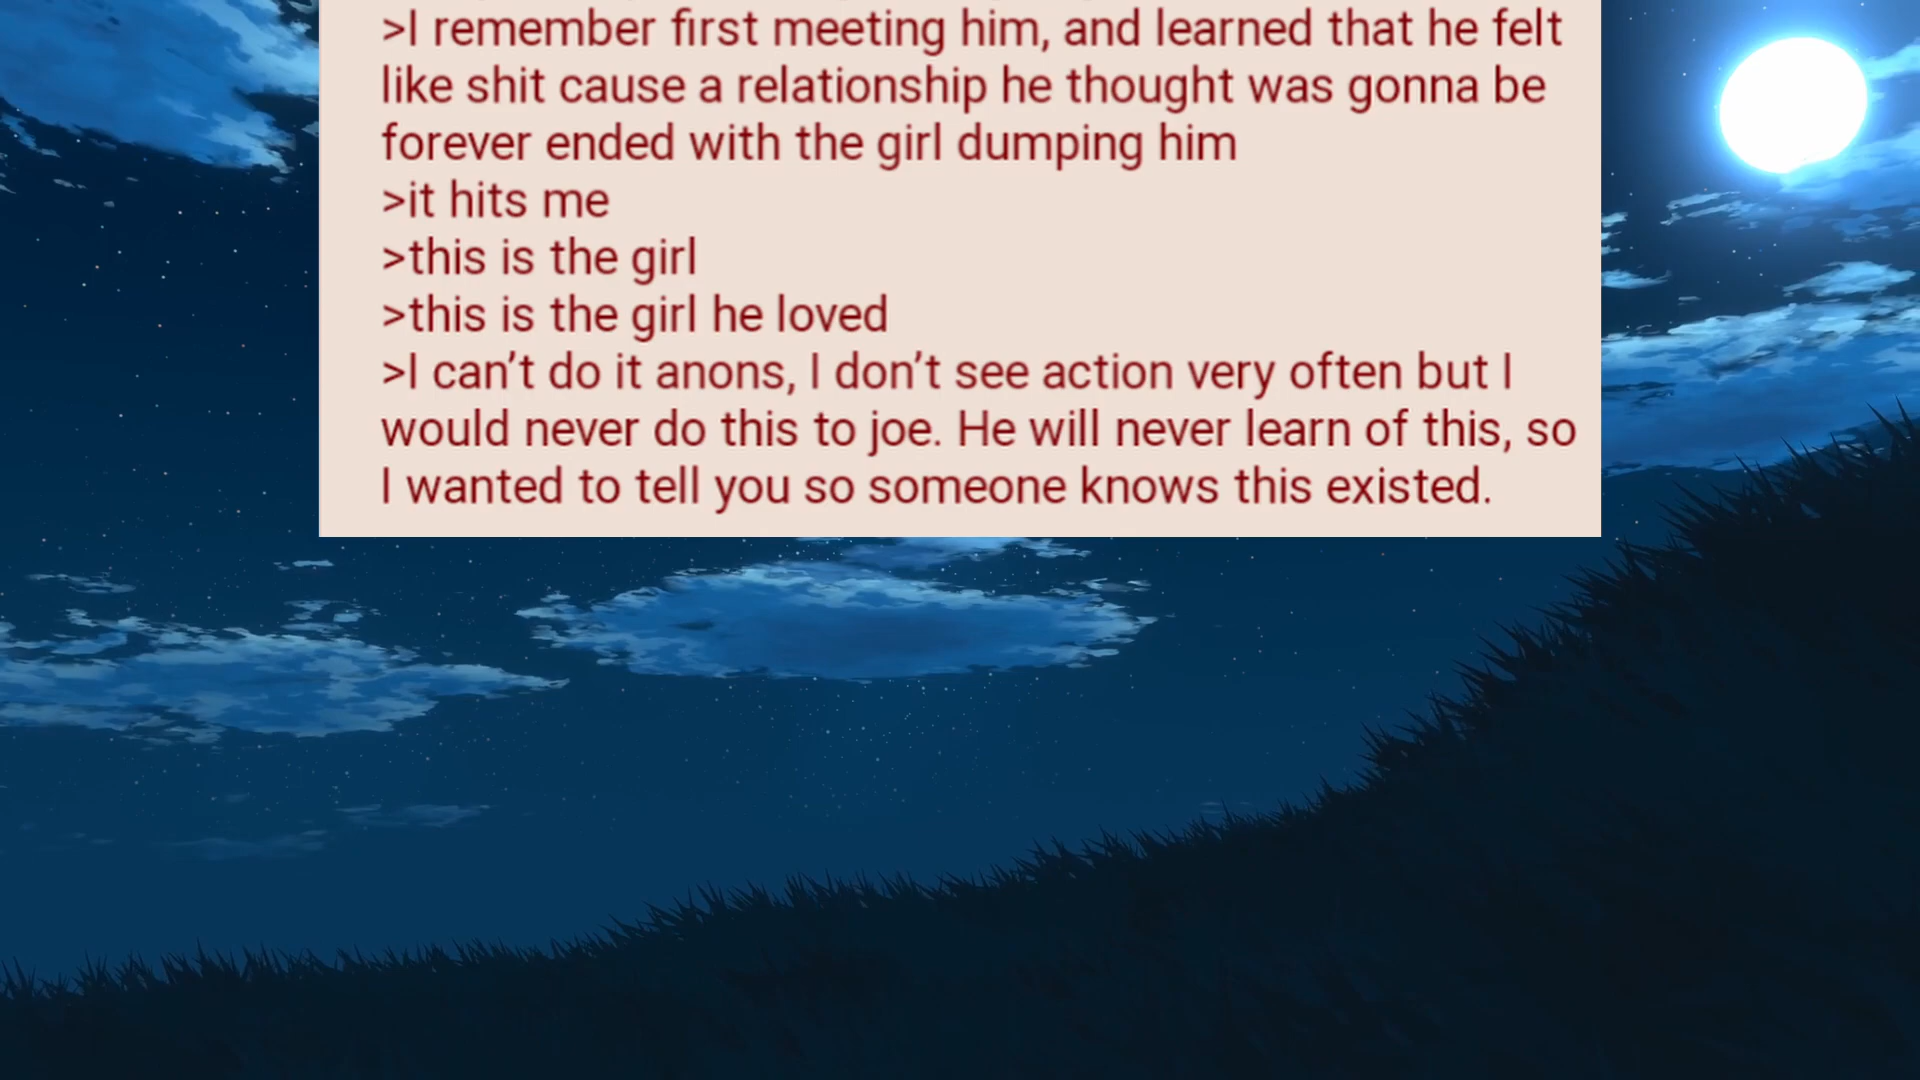 >I remember first meeting him, and learned that he felt
like shit cause a relationship he thought was gonna be
forever ended with the girl dumping him
>it hits me
>this is the girl
>this is the girl he loved
>I can’t do it anons, I don’t see action very often but I
would never do this to joe. He will never learn of this, so
I wanted to tell you so someone knows this existed.